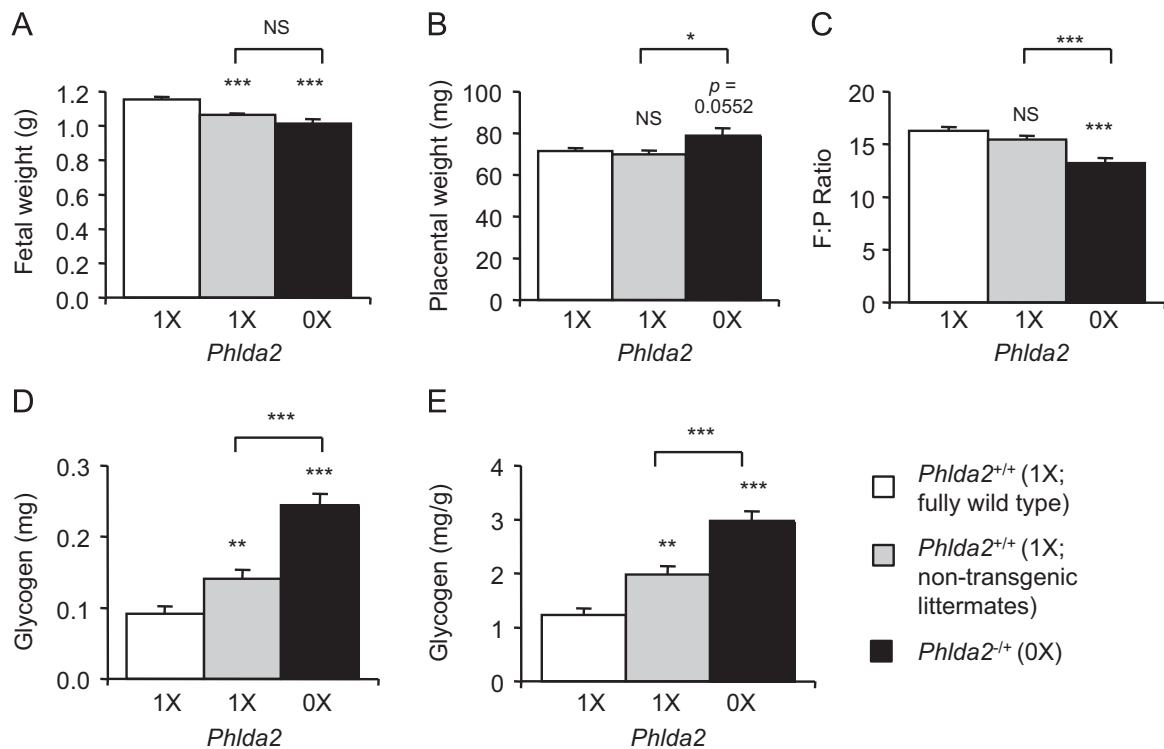 A
NS
***
***
Fetal weight (g)
1.2
1.0
0.8
0.6
0.4
0.2
0.0
1X
1X
0X
Phlda2
B
*
p =
0.0552
NS
Placental weight (mg)
100
80
60
40
20
0
1X
1X
0X
Phlda2
C
***
NS
***
F:P Ratio
20
15
10
5
0
1X
1X
0X
Phlda2
D
***
***
**
Glycogen (mg)
0.3
0.2
0.1
0.0
1X
1X
0X
Phlda2
E
***
***
**
Glycogen (mg/g)
4
3
2
1
0
1X
1X
0X
Phlda2
Phlda2+/+ (1X;
fully wild type)
Phlda2+/+ (1X;
non-transgenic
littermates)
Phlda2-/+ (0X)